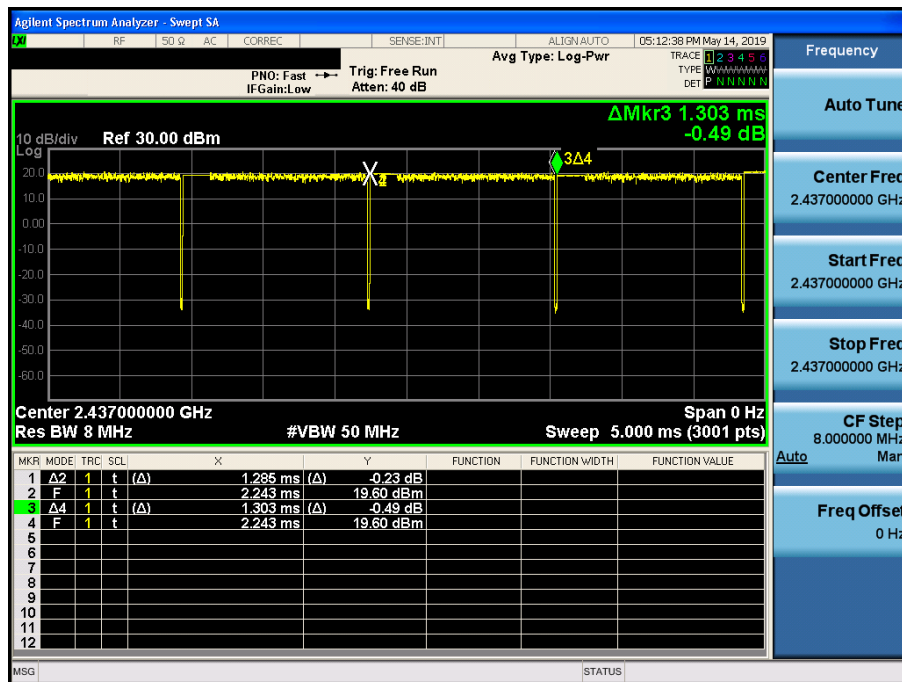 Agilent Spectrum Analyzer - Swept SA
LXI RF 50 Ω AC CORREC SENSE:INT ALIGN AUTO 05:12:38 PM May 14, 2019
Frequency
Avg Type: Log-Pwr
TRACE 1 2 3 4 5 6
PNO: Fast Trig: Free Run
TYPE WWWWWW
IFGain:Low Atten: 40 dB
DET P N N N N N
Auto Tune
ΔMkr3 1.303 ms
-0.49 dB
10 dB/div Ref 30.00 dBm
Log
3Δ4
20.0
10.0
0.00
-10.0
-20.0
-30.0
-40.0
-50.0
-60.0
Center Freq
2.437000000 GHz
Start Freq
2.437000000 GHz
Stop Freq
2.437000000 GHz
Center 2.437000000 GHz Span 0 Hz
Res BW 8 MHz #VBW 50 MHz Sweep 5.000 ms (3001 pts)
CF Step
8.000000 MHz
Auto Man
MKR MODE TRC SCL X Y FUNCTION FUNCTION WIDTH FUNCTION VALUE
1 Δ2 1 t (Δ) 1.285 ms (Δ) -0.23 dB
2 F 1 t 2.243 ms 19.60 dBm
3 Δ4 1 t (Δ) 1.303 ms (Δ) -0.49 dB
4 F 1 t 2.243 ms 19.60 dBm
5
6
7
8
9
10
11
12
Freq Offset
0 Hz
MSG STATUS